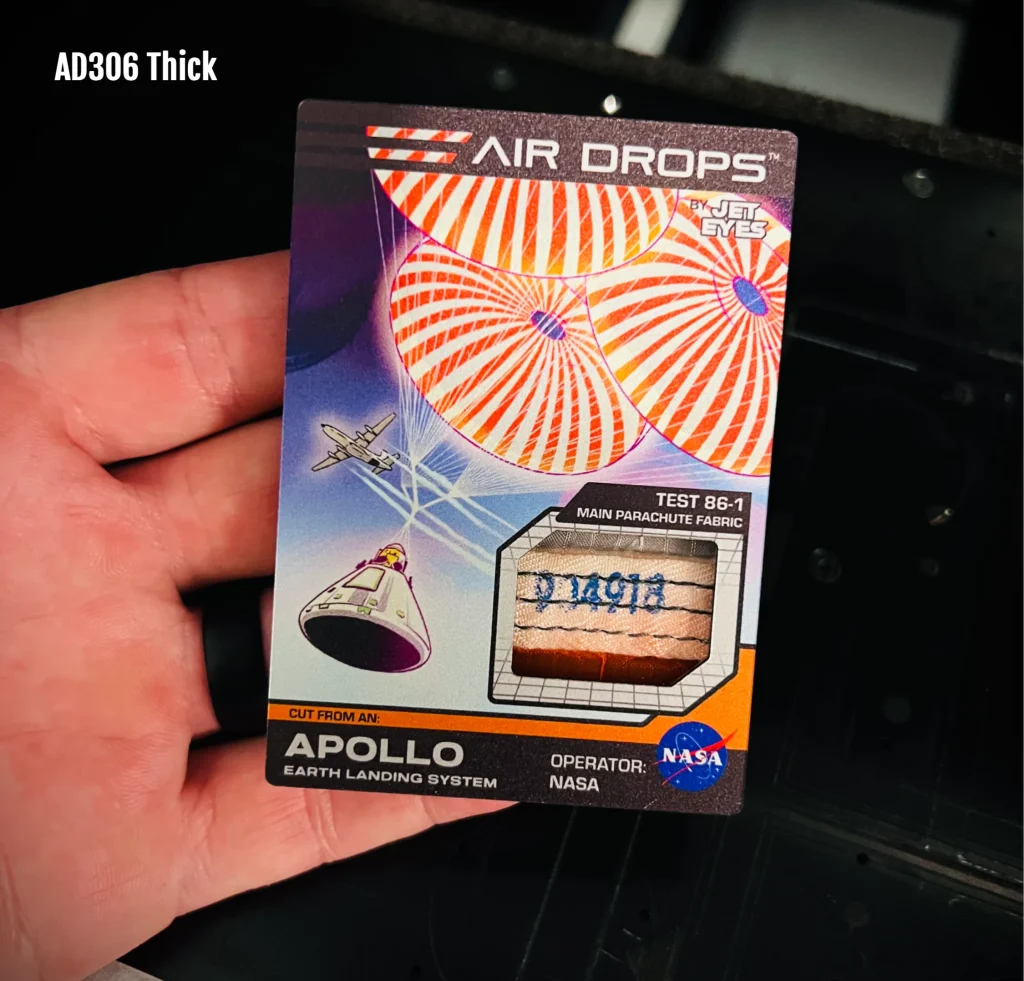 AD306 Thick
AIR DROPS™
BY JET
EYES
TEST 86-1
MAIN PARACHUTE FABRIC
CUT FROM AN:
APOLLO
EARTH LANDING SYSTEM
OPERATOR:
NASA
NASA